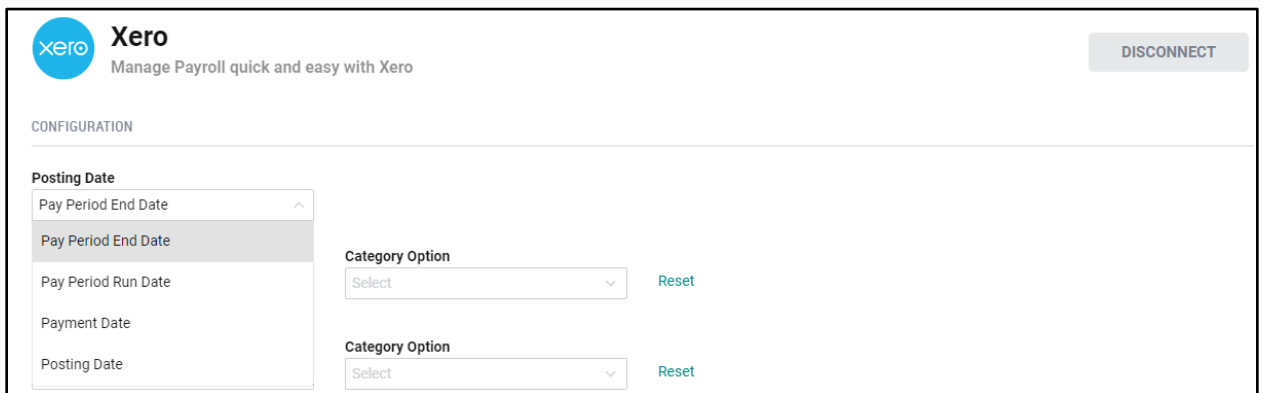 xero
Xero
Manage Payroll quick and easy with Xero
DISCONNECT
CONFIGURATION
Posting Date
Pay Period End Date
Pay Period End Date
Pay Period Run Date
Payment Date
Posting Date
Category Option
Select
Reset
Category Option
Select
Reset